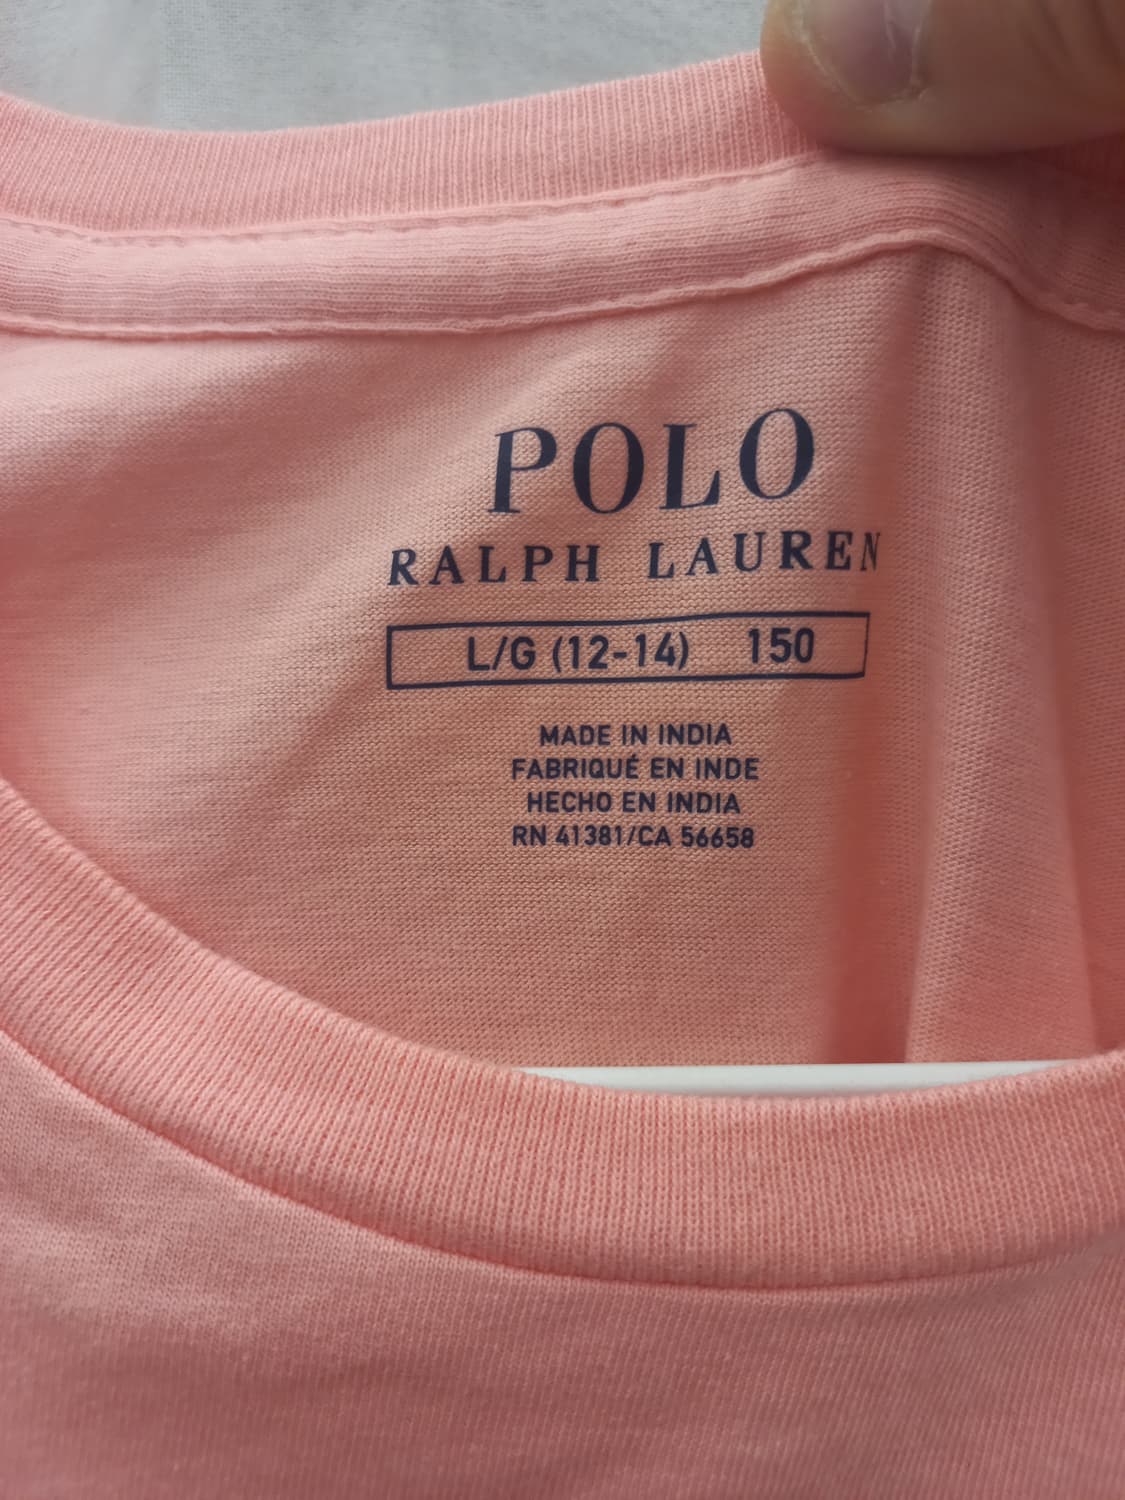 POLO
RALPH LAUREN
L/G (12-14) 150
MADE IN INDIA
FABRIQUÉ EN INDE
HECHO EN INDIA
RN 41381/CA 56658